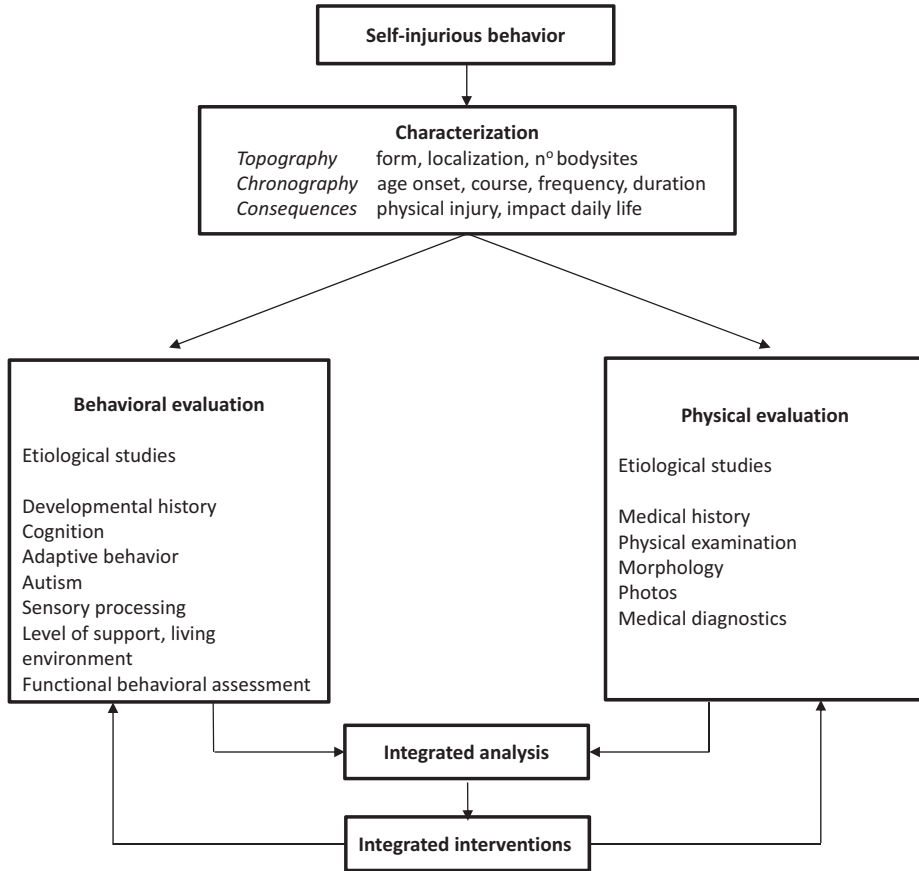 Self-injurious behavior
Characterization
Topography form, localization, nº bodysites
Chronography age onset, course, frequency, duration
Consequences physical injury, impact daily life
Behavioral evaluation
Etiological studies
Developmental history
Cognition
Adaptive behavior
Autism
Sensory processing
Level of support, living
environment
Functional behavioral assessment
Physical evaluation
Etiological studies
Medical history
Physical examination
Morphology
Photos
Medical diagnostics
Integrated analysis
Integrated interventions